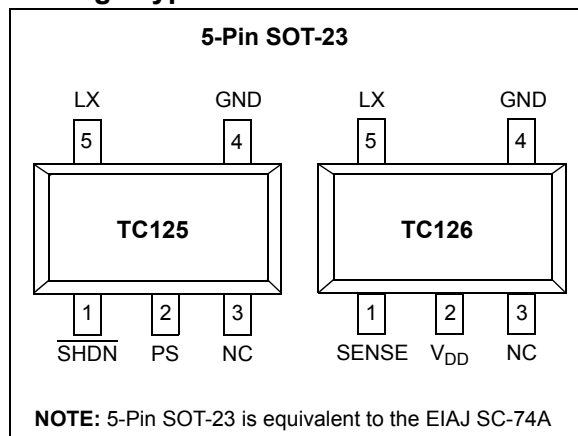 5-Pin SOT-23
LX GND LX GND
5 4 5 4
TC125 TC126
1 2 3 1 2 3
SHDN PS NC SENSE VDD NC
NOTE: 5-Pin SOT-23 is equivalent to the EIAJ SC-74A